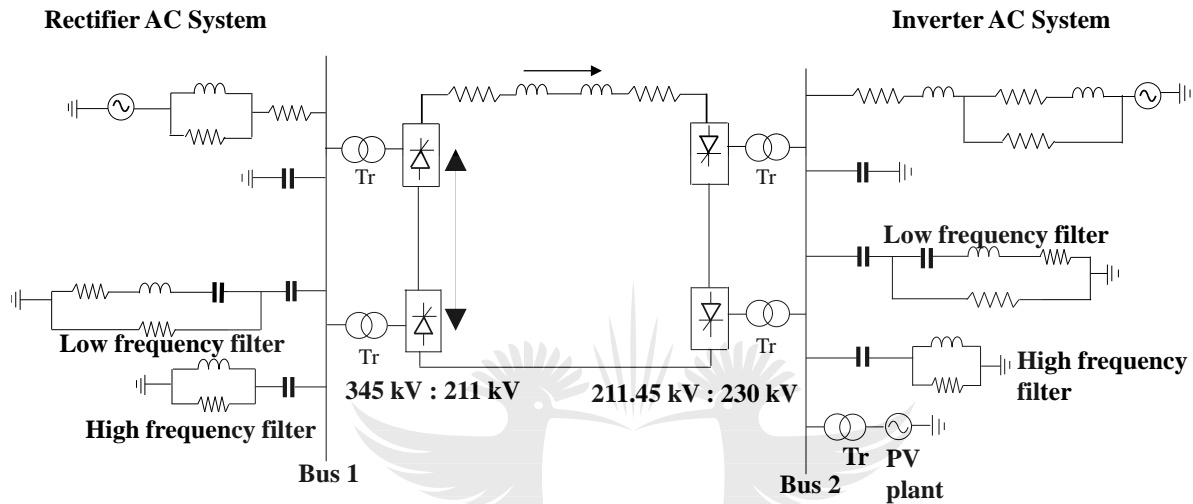 Rectifier AC System
Inverter AC System
Tr
Tr
Low frequency filter
Low frequency filter
Tr
Tr
High frequency
filter
345 kV : 211 kV
211.45 kV : 230 kV
High frequency filter
Bus 1
Bus 2
Tr
PV
plant